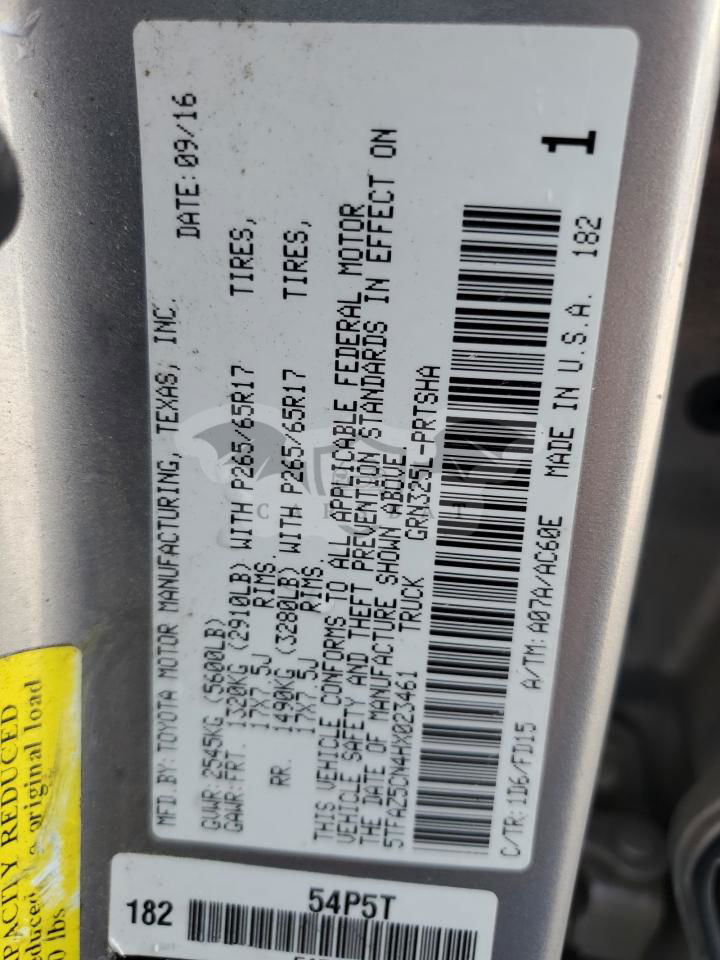 MFD.BY:TOYOTA MOTOR MANUFACTURING, TEXAS, INC. DATE:09/16
GVWR:2545KG (5600LB)
GAWR:FRT. 1320KG (2910LB) WITH P265/65R17 TIRES,
17X7.5J RIMS.
RR. 1490KG (3280LB) WITH P265/65R17 TIRES,
17X7.5J RIMS.
THIS VEHICLE CONFORMS TO ALL APPLICABLE FEDERAL MOTOR
VEHICLE SAFETY AND THEFT PREVENTION STANDARDS IN EFFECT ON
THE DATE OF MANUFACTURE SHOWN ABOVE.
5TFAZ5CN4HX023461 TRUCK GRN325L-PRTSHA
C/TR:1D6/FD15 A/TM:A07A/AC60E MADE IN U.S.A. 182
1
182 54P5T
REDUCED
original load
lbs